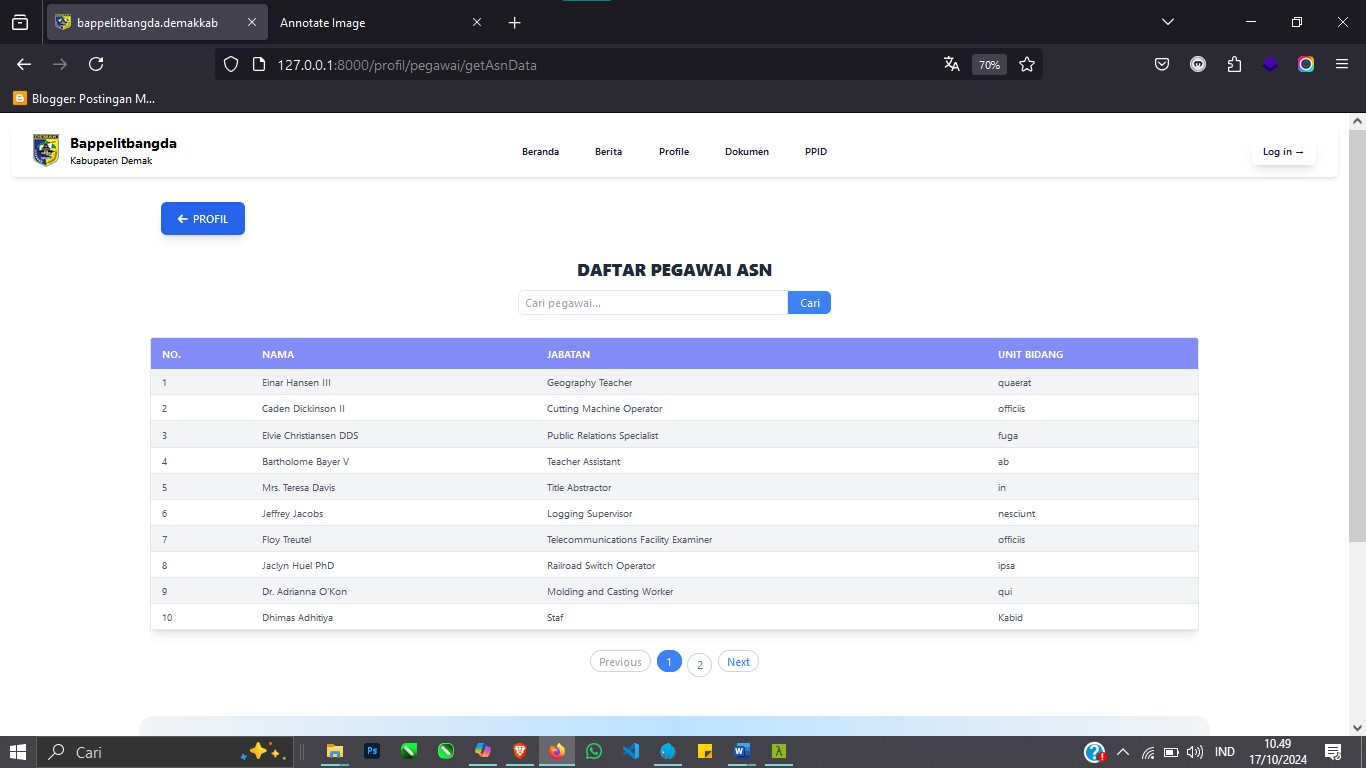 bappelitbangda.demakkab
Annotate Image
127.0.0.1:8000/profil/pegawai/getAsnData
70%
Blogger: Postingan M...
DEMAK
Bappelitbangda
Kabupaten Demak
Beranda Berita Profile Dokumen PPID
Log in →
← PROFIL
DAFTAR PEGAWAI ASN
Cari pegawai... Cari
NO. NAMA JABATAN UNIT BIDANG
1 Einar Hansen III Geography Teacher quaerat
2 Caden Dickinson II Cutting Machine Operator officiis
3 Elvie Christiansen DDS Public Relations Specialist fuga
4 Bartholome Bayer V Teacher Assistant ab
5 Mrs. Teresa Davis Title Abstractor in
6 Jeffrey Jacobs Logging Supervisor nesciunt
7 Floy Treutel Telecommunications Facility Examiner officiis
8 Jaclyn Huel PhD Railroad Switch Operator ipsa
9 Dr. Adrianna O'Kon Molding and Casting Worker qui
10 Dhimas Adhitiya Staf Kabid
Previous 1 2 Next
Cari
Ps
IND
10.49
17/10/2024